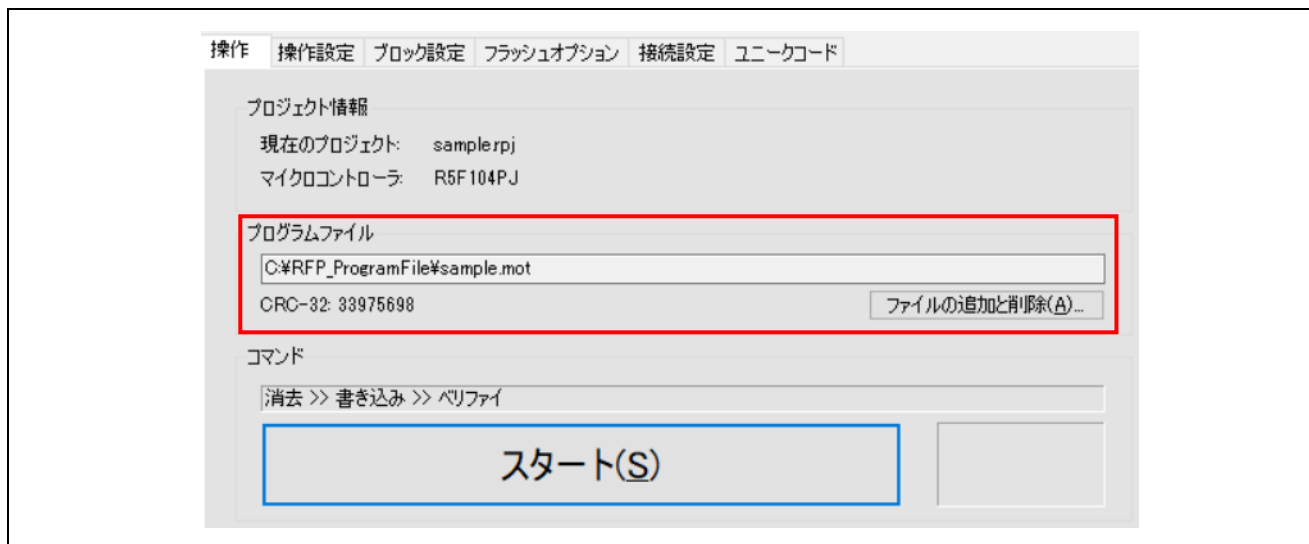 操作 操作設定 ブロック設定 フラッシュオプション 接続設定 ユニークコード
プロジェクト情報
現在のプロジェクト: sample.rpj
マイクロコントローラ: R5F104PJ
プログラムファイル
C:¥RFP_ProgramFile¥sample.mot
CRC-32: 33975698 ファイルの追加と削除(A)...
コマンド
消去 >> 書き込み >> ベリファイ
スタート(S)